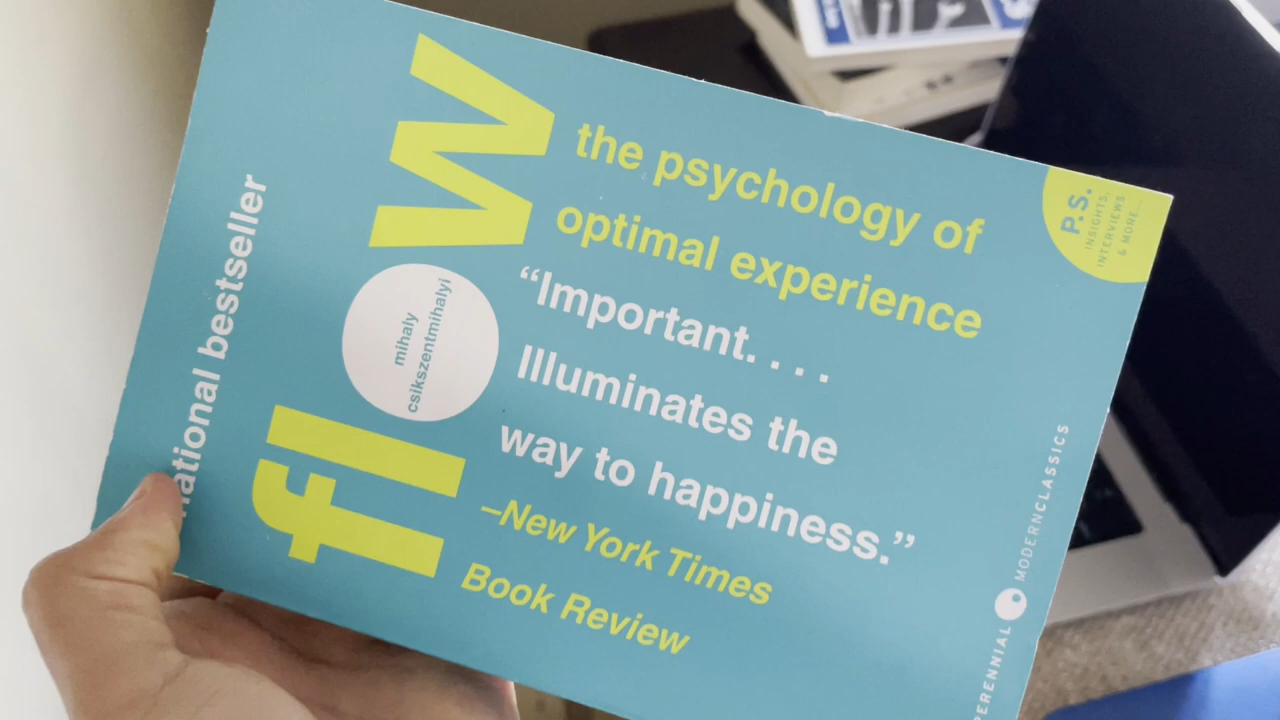 national bestseller
flow
mihaly
csikszentmihalyi
the psychology of
optimal experience
“Important. . . .
Illuminates the
way to happiness.”
–New York Times
Book Review
P.S.
INSIGHTS,
INTERVIEWS
& MORE...
PERENNIAL MODERNCLASSICS